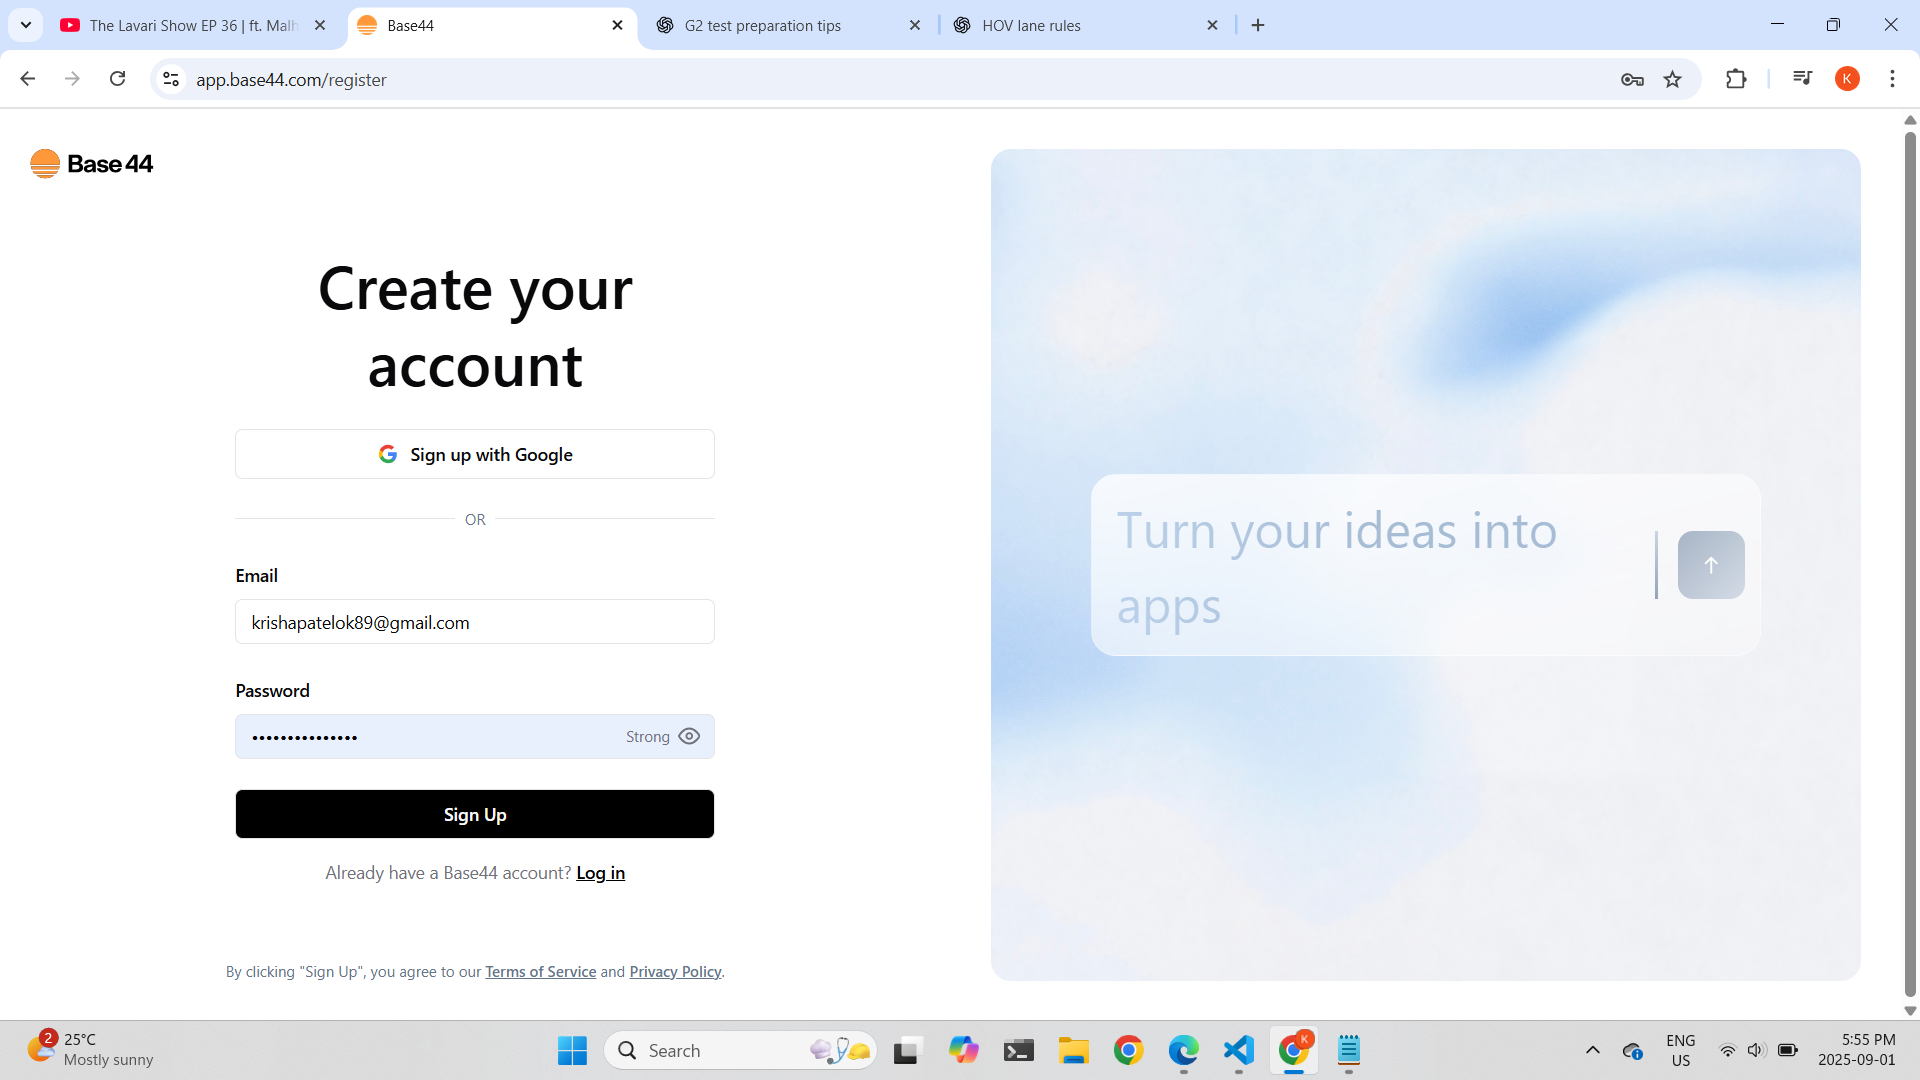 The Lavari Show EP 36 | ft. Malh
Base44
G2 test preparation tips
HOV lane rules
app.base44.com/register
K
Base 44
Create your
account
Sign up with Google
OR
Email
krishapatelok89@gmail.com
Password
•••••••••••••••
Strong
Sign Up
Already have a Base44 account? Log in
By clicking "Sign Up", you agree to our Terms of Service and Privacy Policy.
Turn your ideas into
apps
2
25°C
Mostly sunny
Search
K
ENG
US
5:55 PM
2025-09-01